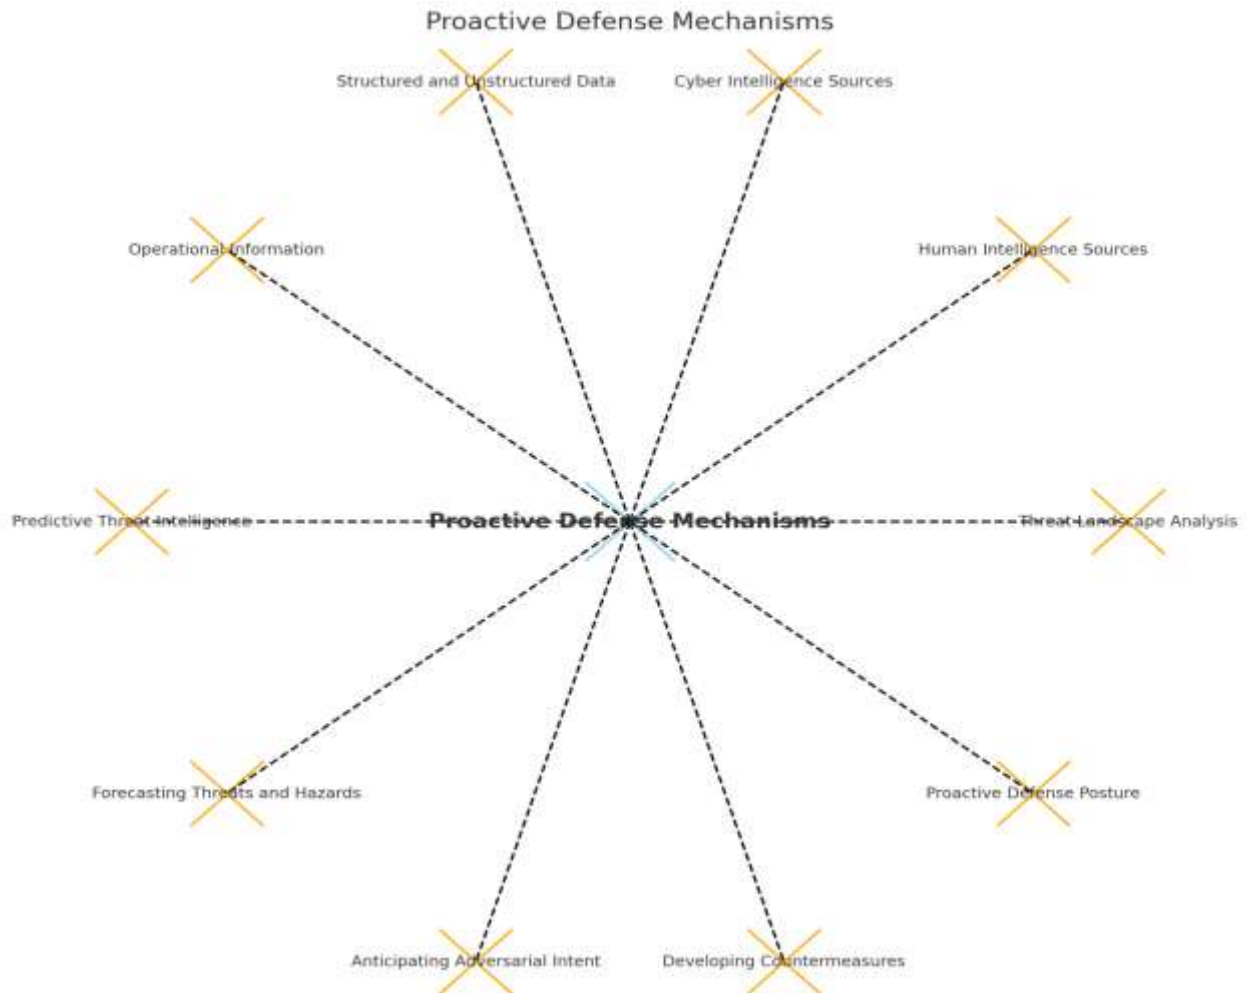 Proactive Defense Mechanisms
Structured and Unstructured Data
Cyber Intelligence Sources
Operational Information
Human Intelligence Sources
Predictive Threat Intelligence
Proactive Defense Mechanisms
Threat Landscape Analysis
Forecasting Threats and Hazards
Proactive Defense Posture
Anticipating Adversarial Intent
Developing Countermeasures